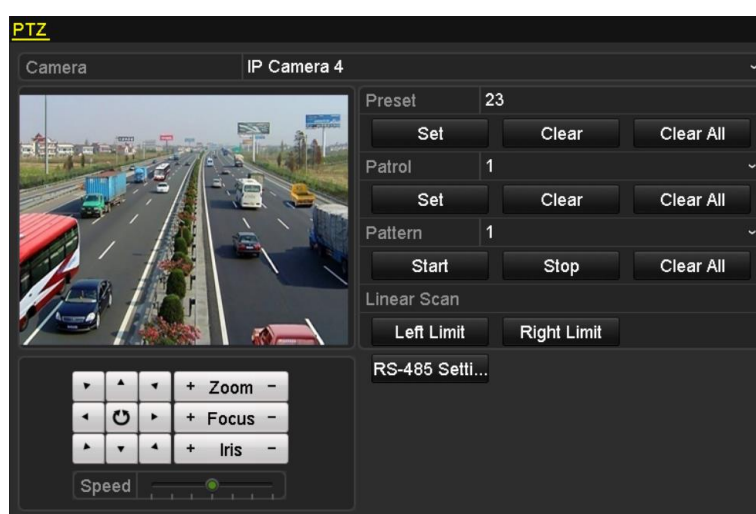 PTZ
Camera IP Camera 4
Preset 23
Set Clear Clear All
Patrol 1
Set Clear Clear All
Pattern 1
Start Stop Clear All
Linear Scan
Left Limit Right Limit
RS-485 Setti...
+ Zoom -
+ Focus -
+ Iris -
Speed